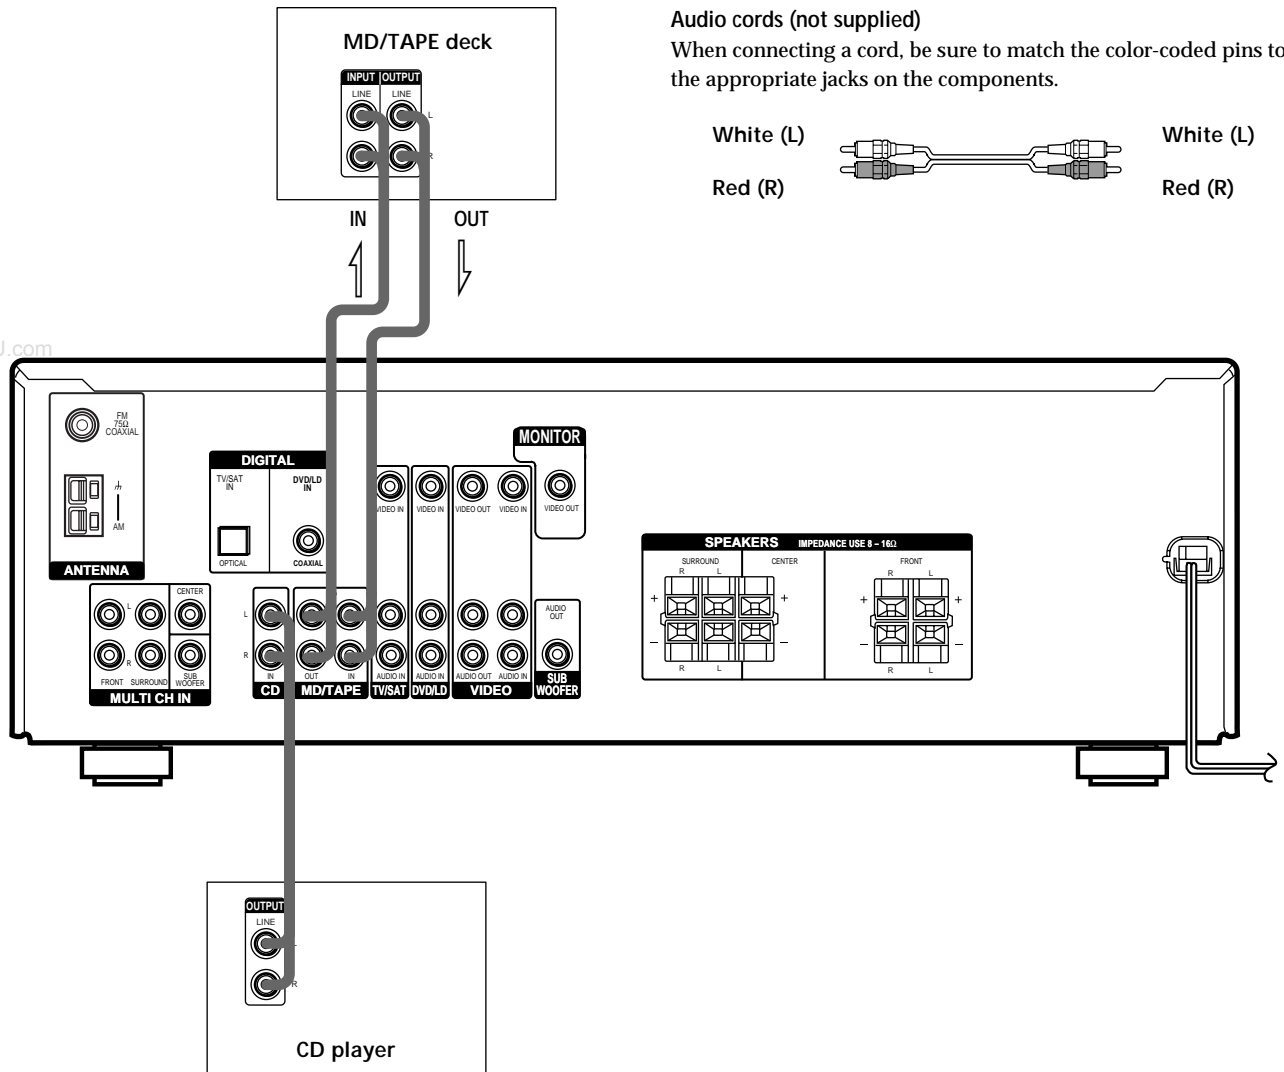 MD/TAPE deck
INPUT OUTPUT
LINE LINE
L
R
IN OUT
Audio cords (not supplied)
When connecting a cord, be sure to match the color-coded pins to
the appropriate jacks on the components.
White (L) White (L)
Red (R) Red (R)
J.com
FM
75Ω
COAXIAL
AM
ANTENNA
DIGITAL
TV/SAT
IN
DVD/LD
IN
OPTICAL
COAXIAL
MONITOR
VIDEO IN VIDEO IN VIDEO OUT VIDEO IN VIDEO OUT
CENTER
L
R
FRONT SURROUND SUB
WOOFER
MULTI CH IN
L
R
IN OUT IN AUDIO IN AUDIO IN AUDIO OUT AUDIO IN
CD MD/TAPE TV/SAT DVD/LD VIDEO
AUDIO
OUT
SUB
WOOFER
SPEAKERS IMPEDANCE USE 8 – 16Ω
SURROUND CENTER FRONT
R L R L
+ + + +
– – – –
R L R L
OUTPUT
LINE
L
R
CD player